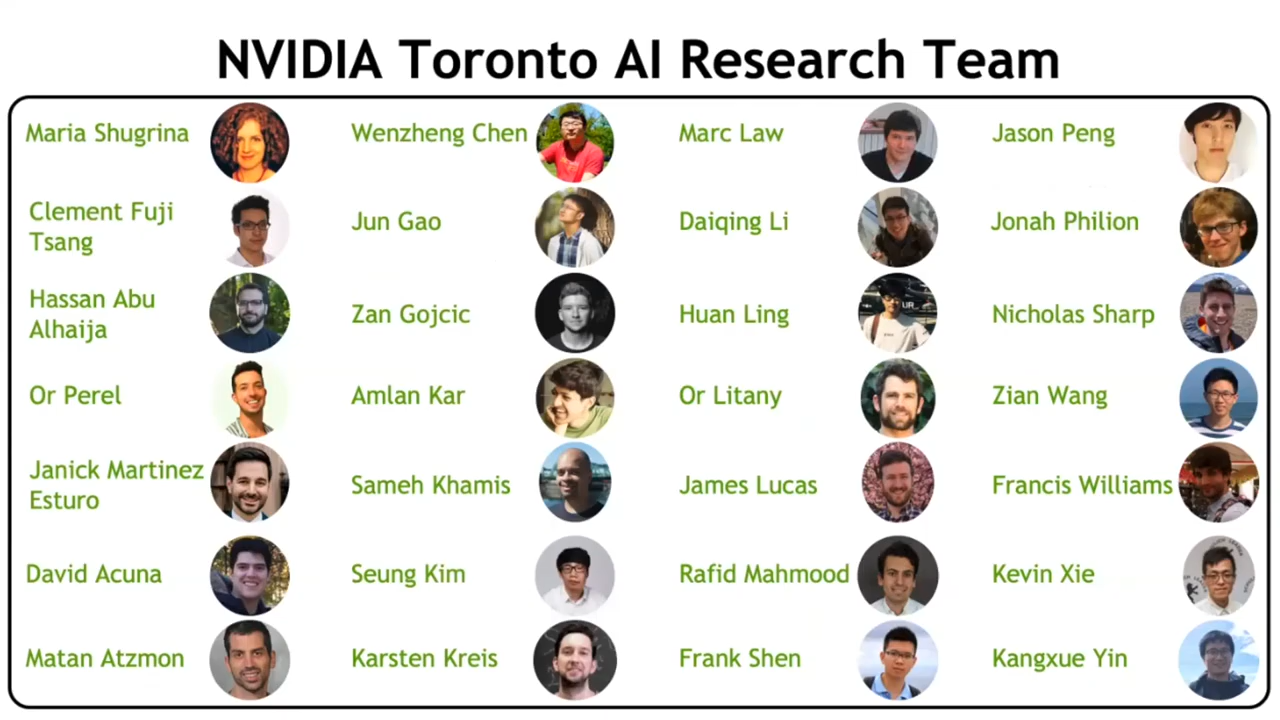 NVIDIA Toronto AI Research Team
Maria Shugrina
Wenzheng Chen
Marc Law
Jason Peng
Clement Fuji
Tsang
Jun Gao
Daiqing Li
Jonah Philion
Hassan Abu
Alhaija
Zan Gojcic
Huan Ling
Nicholas Sharp
Or Perel
Amlan Kar
Or Litany
Zian Wang
Janick Martinez
Esturo
Sameh Khamis
James Lucas
Francis Williams
David Acuna
Seung Kim
Rafid Mahmood
Kevin Xie
Matan Atzmon
Karsten Kreis
Frank Shen
Kangxue Yin